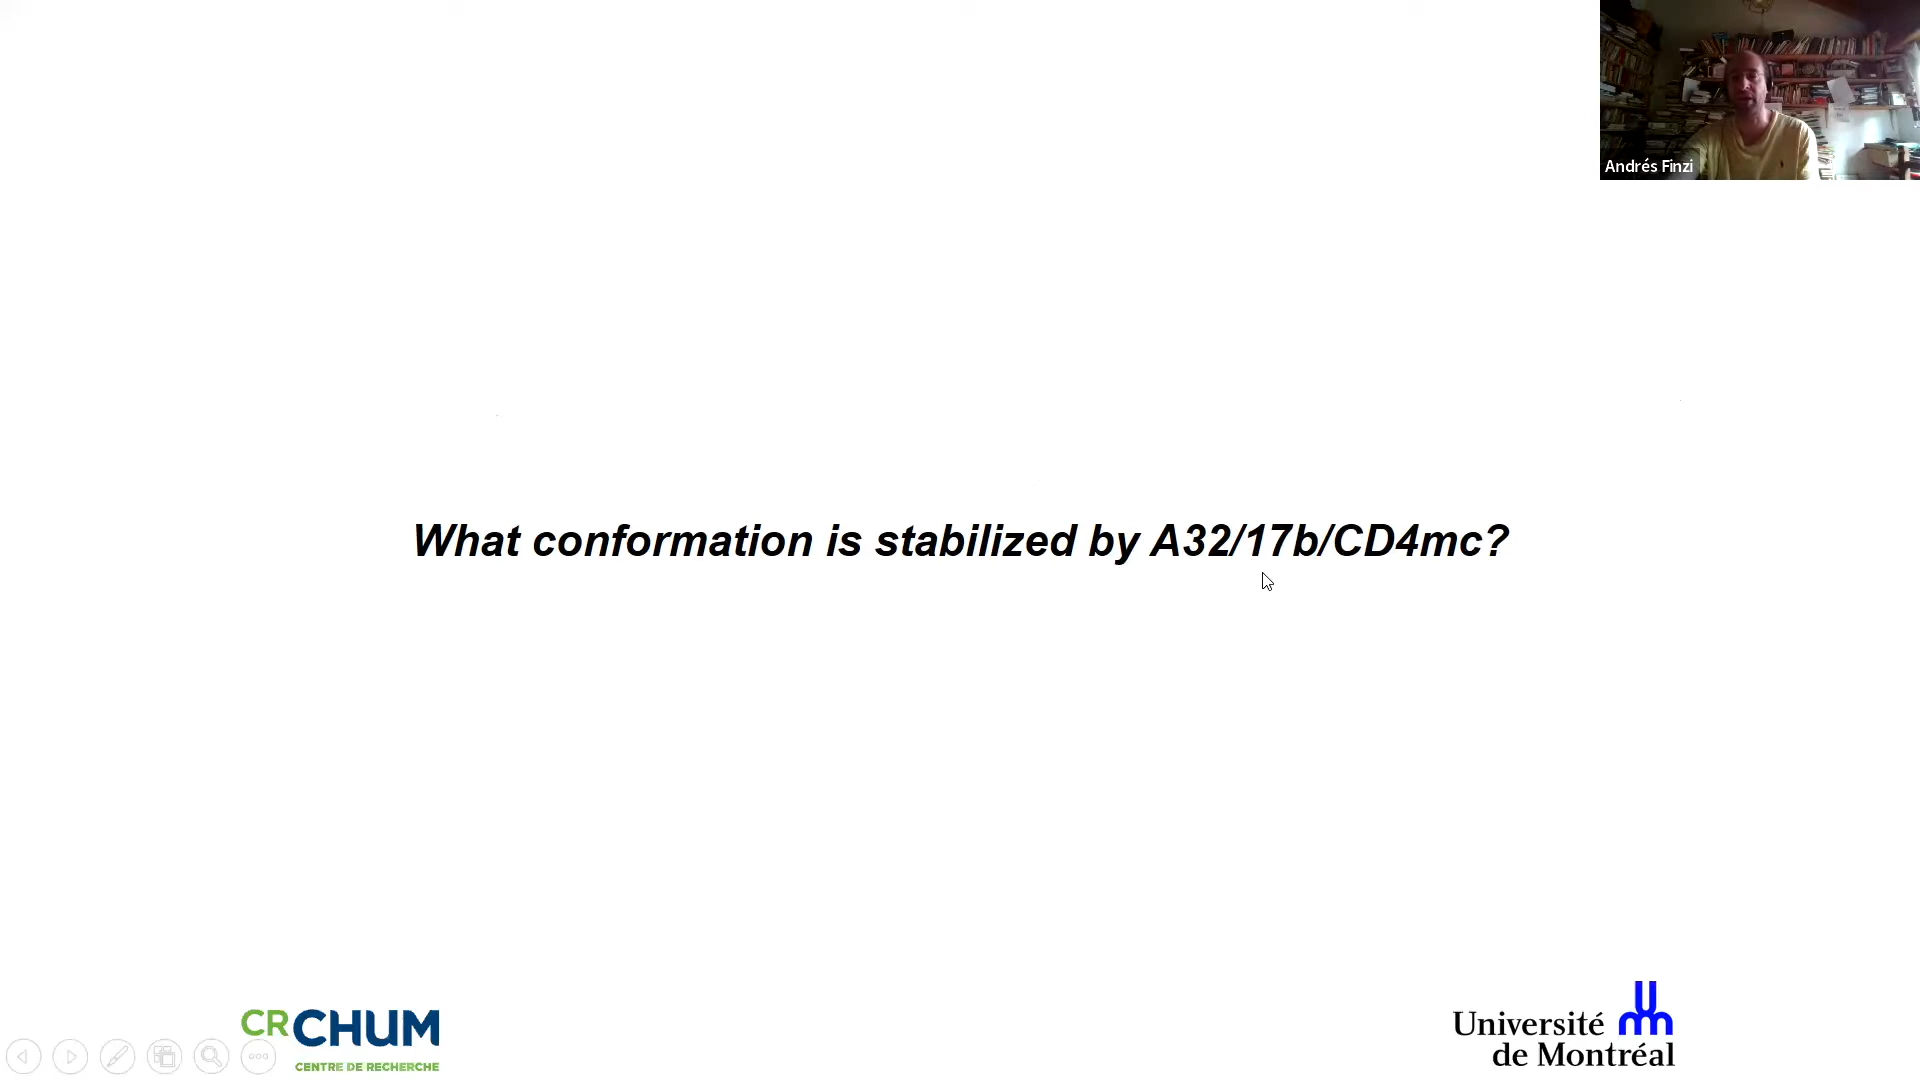 Andrés Finzi
What conformation is stabilized by A32/17b/CD4mc?
CRCHUM
CENTRE DE RECHERCHE
Université
de Montréal